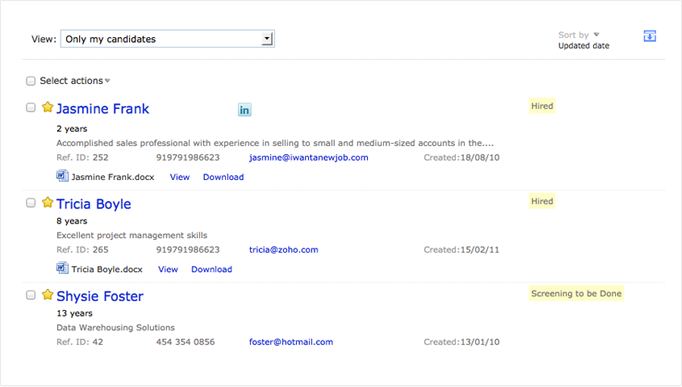 View: Only my candidates
Sort by
Updated date
Select actions
Jasmine Frank in Hired
2 years
Accomplished sales professional with experience in selling to small and medium-sized accounts in the....
Ref. ID: 252 919791986623 jasmine@iwantanewjob.com Created:18/08/10
Jasmine Frank.docx View Download
Tricia Boyle Hired
8 years
Excellent project management skills
Ref. ID: 265 919791986623 tricia@zoho.com Created:15/02/11
Tricia Boyle.docx View Download
Shysie Foster Screening to be Done
13 years
Data Warehousing Solutions
Ref. ID: 42 454 354 0856 foster@hotmail.com Created:13/01/10